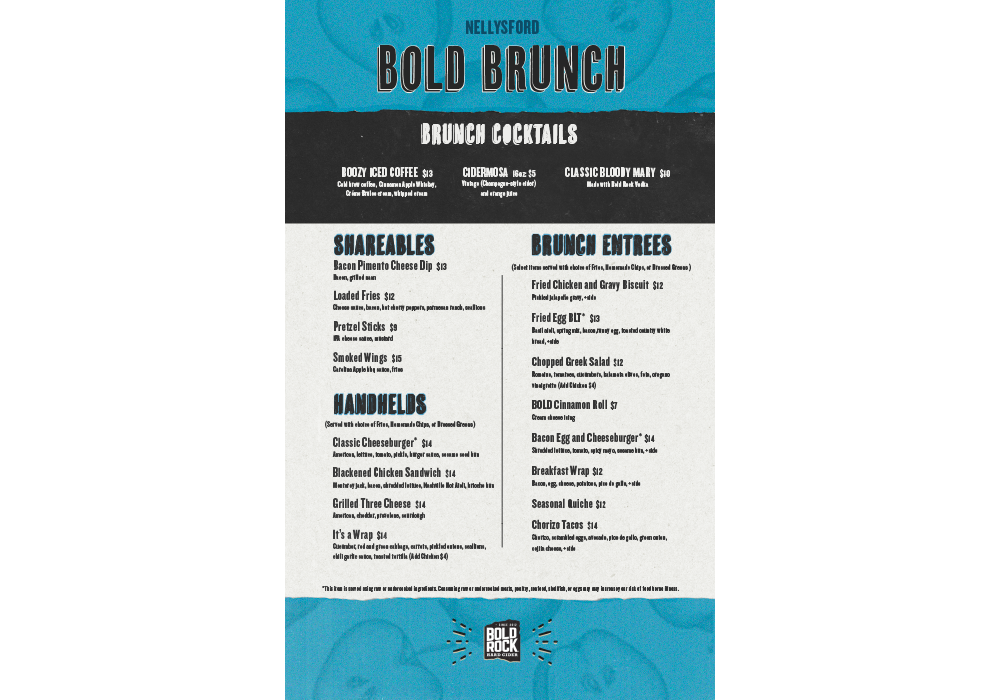 NELLYSFORD
BOLD BRUNCH
BRUNCH COCKTAILS
BOOZY ICED COFFEE $13
Cold brew coffee, Cinnamon Apple Whiskey,
Crème Brûlee cream, whipped cream
CIDERMOSA 16oz $5
Vintage (Champagne-style cider)
and orange juice
CLASSIC BLOODY MARY $10
Made with Bold Rock Vodka
SHAREABLES
Bacon Pimento Cheese Dip $13
Bacon, grilled naan
Loaded Fries $12
Cheese sauce, bacon, hot cherry peppers, parmesan ranch, scallions
Pretzel Sticks $9
IPA cheese sauce, mustard
Smoked Wings $15
Carolina Apple bbq sauce, fries
HANDHELDS
(Served with choice of Fries, Homemade Chips, or Dressed Greens)
Classic Cheeseburger* $14
American, lettuce, tomato, pickle, burger sauce, sesame seed bun
Blackened Chicken Sandwich $14
Monterey jack, bacon, shredded lettuce, Nashville Hot Aioli, brioche bun
Grilled Three Cheese $14
American, cheddar, provolone, sourdough
It's a Wrap $14
Cucumber, red and green cabbage, carrots, pickled onions, scallions,
chili garlic sauce, toasted tortilla (Add Chicken $4)
BRUNCH ENTREES
(Select items served with choice of Fries, Homemade Chips, or Dressed Greens)
Fried Chicken and Gravy Biscuit $12
Pickled jalapeño gravy, +side
Fried Egg BLT* $13
Basil aioli, spring mix, bacon, runny egg, toasted country white
bread, +side
Chopped Greek Salad $12
Romaine, tomatoes, cucumbers, kalamata olives, feta, oregano
vinaigrette (Add Chicken $4)
BOLD Cinnamon Roll $7
Cream cheese icing
Bacon Egg and Cheeseburger* $14
Shredded lettuce, tomato, spicy mayo, sesame bun, +side
Breakfast Wrap $12
Bacon, egg, cheese, potatoes, pico de gallo, +side
Seasonal Quiche $12
Chorizo Tacos $14
Chorizo, scrambled eggs, avocado, pico de gallo, green onion,
cojita cheese, +side
*This item is served using raw or undercooked ingredients. Consuming raw or undercooked meats, poultry, seafood, shellfish, or eggs may increase your risk of food borne illness.
BOLD
ROCK
HARD CIDER